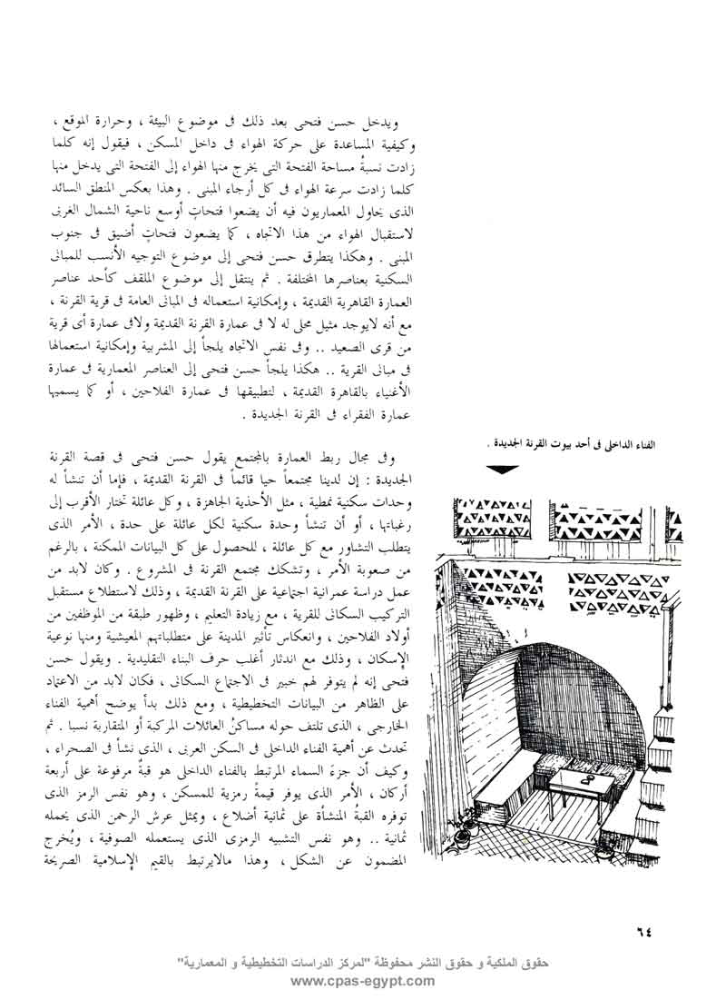 ويدخل حسن فتحى بعد ذلك فى موضوع البيئة ، وحرارة الموقع ،
وكيفية المساعدة على حركة الهواء فى داخل المسكن ، فيقول إنه كلما
زادت نسبةُ مساحة الفتحة التى يخرج منها الهواء إلى الفتحة التى يدخل منها
كلما زادت سرعة الهواء فى كل أرجاء المبنى . وهذا بعكس المنطق السائد
الذى يحاول المعماريون فيه أن يضعوا فتحاتٍ أوسع ناحية الشمال الغربى
لاستقبال الهواء من هذا الاتجاه ، كما يضعون فتحاتٍ أضيق فى جنوب
المبنى . وهكذا يتطرق حسن فتحى إلى موضوع التوجيه الأنسب للمبانى
السكنية بعناصرها المختلفة . ثم ينتقل إلى موضوع الملقف كأحد عناصر
العمارة القاهرية القديمة ، وإمكانية استعماله فى المبانى العامة فى قرية القرنة ،
مع أنه لايوجد مثيل محلى له لا فى عمارة القرنة القديمة ولافى عمارة أى قرية
من قرى الصعيد .. وفى نفس الاتجاه يلجأ إلى المشربية وإمكانية استعمالها
فى مبانى القرية .. هكذا يلجأ حسن فتحى إلى العناصر المعمارية فى عمارة
الأغنياء بالقاهرة القديمة ، لتطبيقها فى عمارة الفلاحين ، أو كما يسميها
عمارة الفقراء فى القرنة الجديدة .
وفى مجال ربط العمارة بالمجتمع يقول حسن فتحى فى قصة القرنة
الجديدة : إن لدينا مجتمعاً حيا قائماً فى القرنة القديمة ، فإما أن تنشأ له
وحدات سكنية نمطية ، مثل الأحذية الجاهزة ، وكل عائلة تختار الأقرب إلى
رغباتها ، أو أن تنشأ وحدة سكنية لكل عائلة على حدة ، الأمر الذى
يتطلب التشاور مع كل عائلة ، للحصول على كل البيانات الممكنة ، بالرغم
من صعوبة الأمر ، وتشكك مجتمع القرنة فى المشروع . وكان لابد من
عمل دراسة عمرانية اجتماعية على القرنة القديمة ، وذلك لاستطلاع مستقبل
التركيب السكانى للقرية ، مع زيادة التعليم ، وظهور طبقة من الموظفين من
أولاد الفلاحين ، وانعكاس تأثير المدينة على متطلباتهم المعيشية ومنها نوعية
الإسكان ، وذلك مع اندثار أغلب حرف البناء التقليدية . ويقول حسن
فتحى إنه لم يتوفر لهم خبير فى الاجتماع السكانى ، فكان لابد من الاعتماد
على الظاهر من البيانات التخطيطية ، ومع ذلك بدأ يوضح أهمية الفناء
الخارجى ، الذى تلتف حوله مساكنُ العائلات المركبة أو المتقاربة نسبا . ثم
تحدث عن أهمية الفناء الداخلى فى السكن العربى ، الذى نشأ فى الصحراء ،
وكيف أن جزءَ السماء المرتبط بالفناء الداخلى هو قبةٌ مرفوعة على أربعة
أركان ، الأمر الذى يوفر قيمةً رمزية للمسكن ، وهو نفس الرمز الذى
توفره القبةُ المنشأة على ثمانية أضلاع ، ويمثل عرش الرحمن الذى يحمله
ثمانية .. وهو نفس التشبيه الرمزى الذى يستعمله الصوفية ، ويُخرج
المضمون عن الشكل ، وهذا مالايرتبط بالقيم الإسلامية الصريحة
الفناء الداخلى فى أحد بيوت القرنة الجديدة .
٦٤
حقوق الملكية و حقوق النشر محفوظة "لمركز الدراسات التخطيطية و المعمارية"
www.cpas-egypt.com